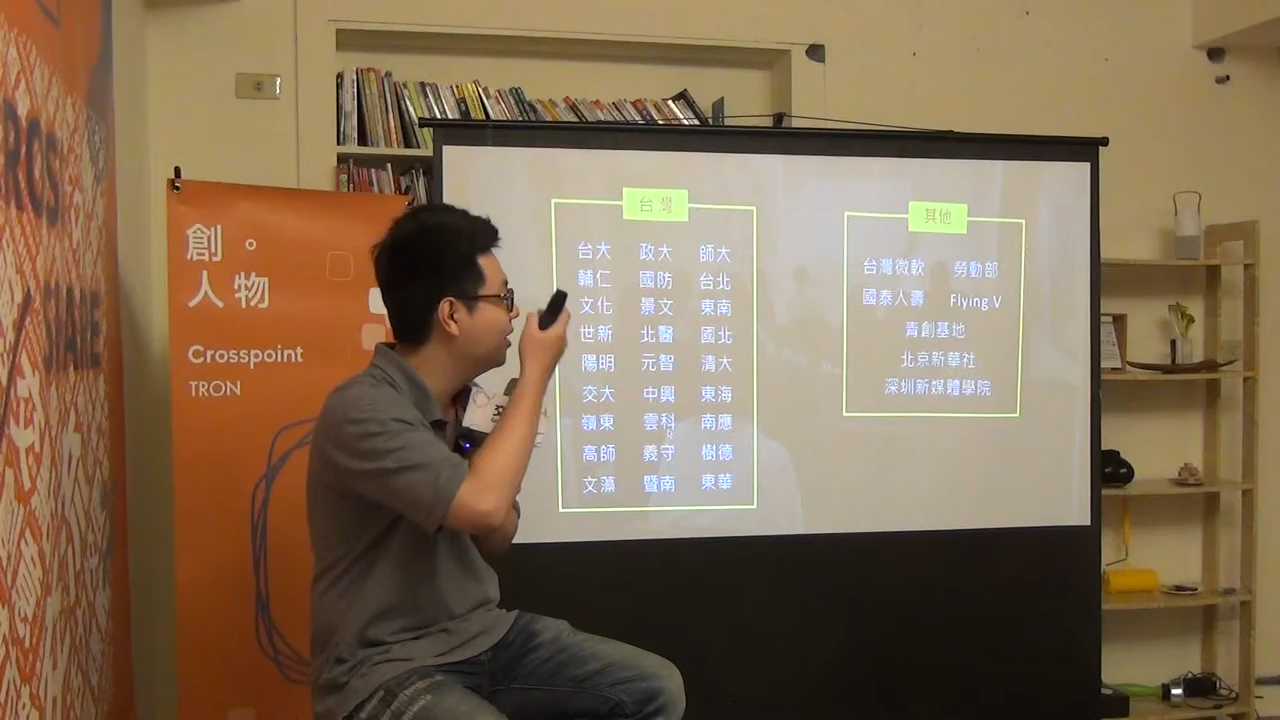 創。
人物
Crosspoint
TRON
台灣
台大 政大 師大
輔仁 國防 台北
文化 景文 東南
世新 北醫 國北
陽明 元智 清大
交大 中興 東海
嶺東 雲科 南應
高師 義守 樹德
文藻 暨南 東華
其他
台灣微軟 勞動部
國泰人壽 Flying V
青創基地
北京新華社
深圳新媒體學院